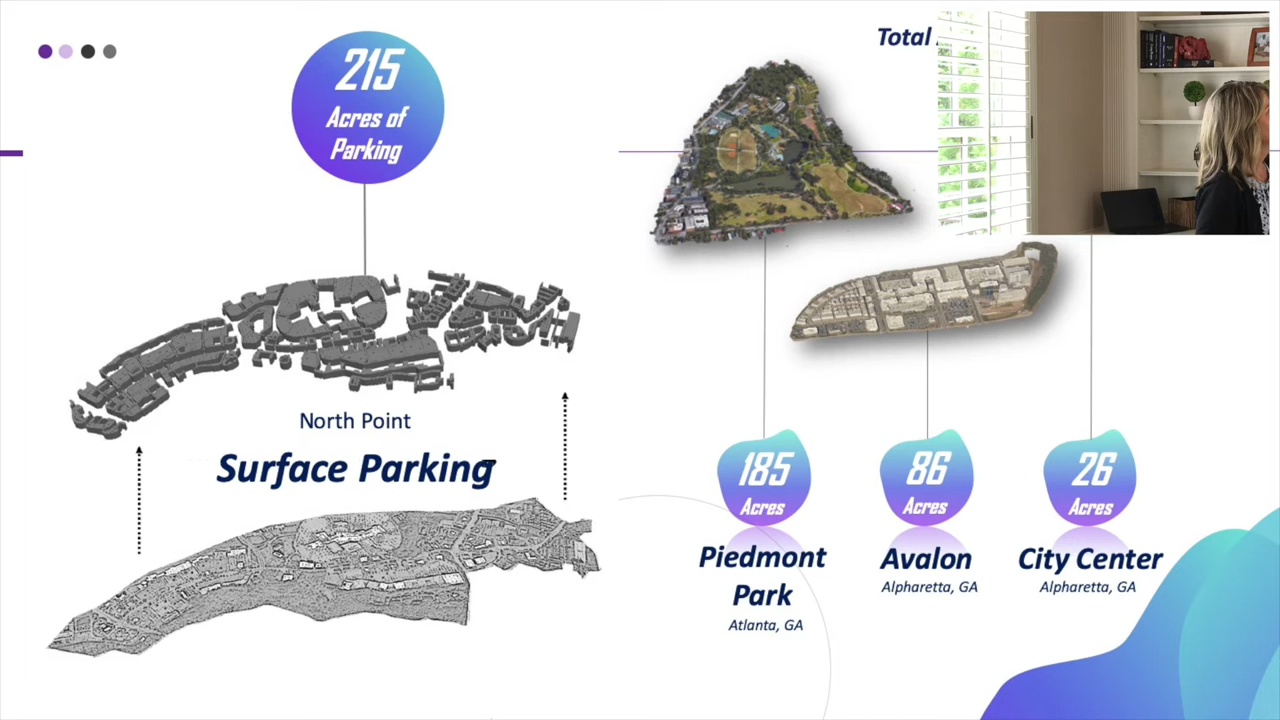 215
Acres of
Parking
North Point
Surface Parking
Total
185
Acres
Piedmont
Park
Atlanta, GA
86
Acres
Avalon
Alpharetta, GA
26
Acres
City Center
Alpharetta, GA